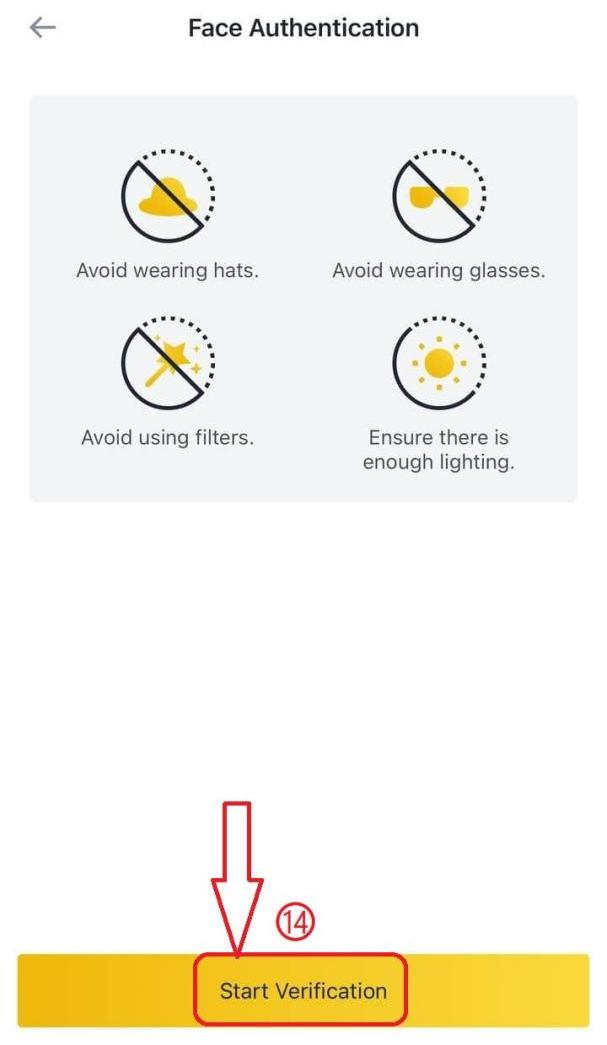 Face Authentication
Avoid wearing hats.
Avoid wearing glasses.
Avoid using filters.
Ensure there is
enough lighting.
⑭
Start Verification